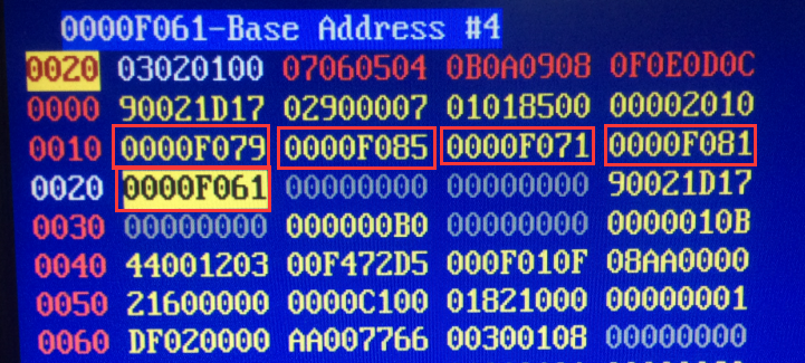 0000F061-Base Address #4
0020 03020100 07060504 0B0A0908 0F0E0D0C
0000 90021D17 02900007 01018500 00002010
0010 0000F079 0000F085 0000F071 0000F081
0020 0000F061 00000000 00000000 90021D17
0030 00000000 000000B0 00000000 0000010B
0040 44001203 00F472D5 000F010F 08AA0000
0050 21600000 0000C100 01821000 00000001
0060 DF020000 AA007766 00300108 00000000